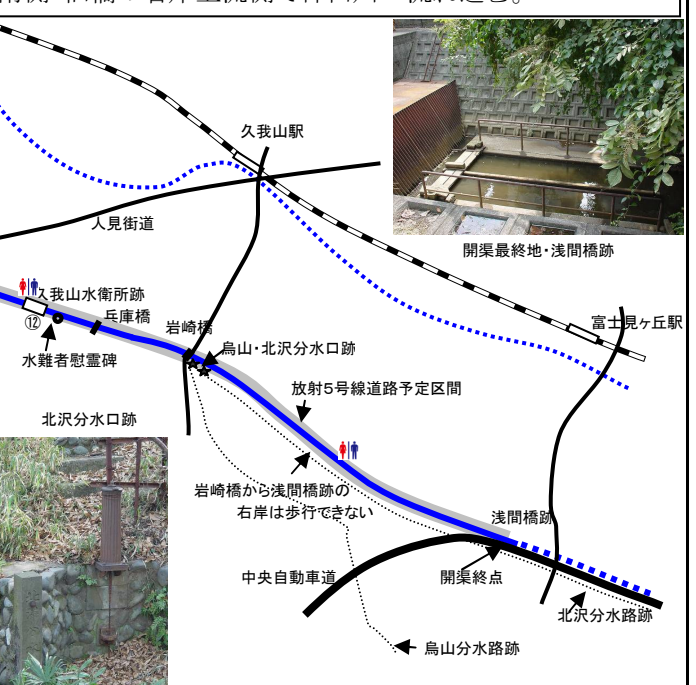 久我山駅
人見街道
開渠最終地・浅間橋跡
久我山水衛所跡
⑫
兵庫橋
富士見ヶ丘駅
岩崎橋
水難者慰霊碑
烏山・北沢分水口跡
放射５号線道路予定区間
北沢分水口跡
岩崎橋から浅間橋跡の
右岸は歩行できない
浅間橋跡
中央自動車道
開渠終点
北沢分水路跡
烏山分水路跡